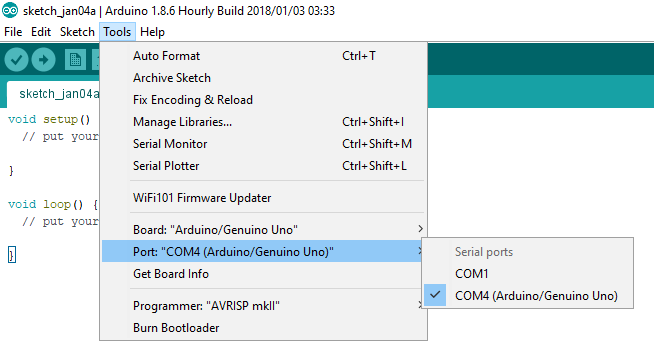 sketch_jan04a | Arduino 1.8.6 Hourly Build 2018/01/03 03:33
File Edit Sketch Tools Help
Auto Format Ctrl+T
Archive Sketch
sketch_jan04a
Fix Encoding & Reload
void setup()
Manage Libraries... Ctrl+Shift+I
// put your
Serial Monitor Ctrl+Shift+M
Serial Plotter Ctrl+Shift+L
}
WiFi101 Firmware Updater
void loop() {
// put your
Board: "Arduino/Genuino Uno"
Port: "COM4 (Arduino/Genuino Uno)"
Serial ports
}
Get Board Info
COM1
COM4 (Arduino/Genuino Uno)
Programmer: "AVRISP mkII"
Burn Bootloader